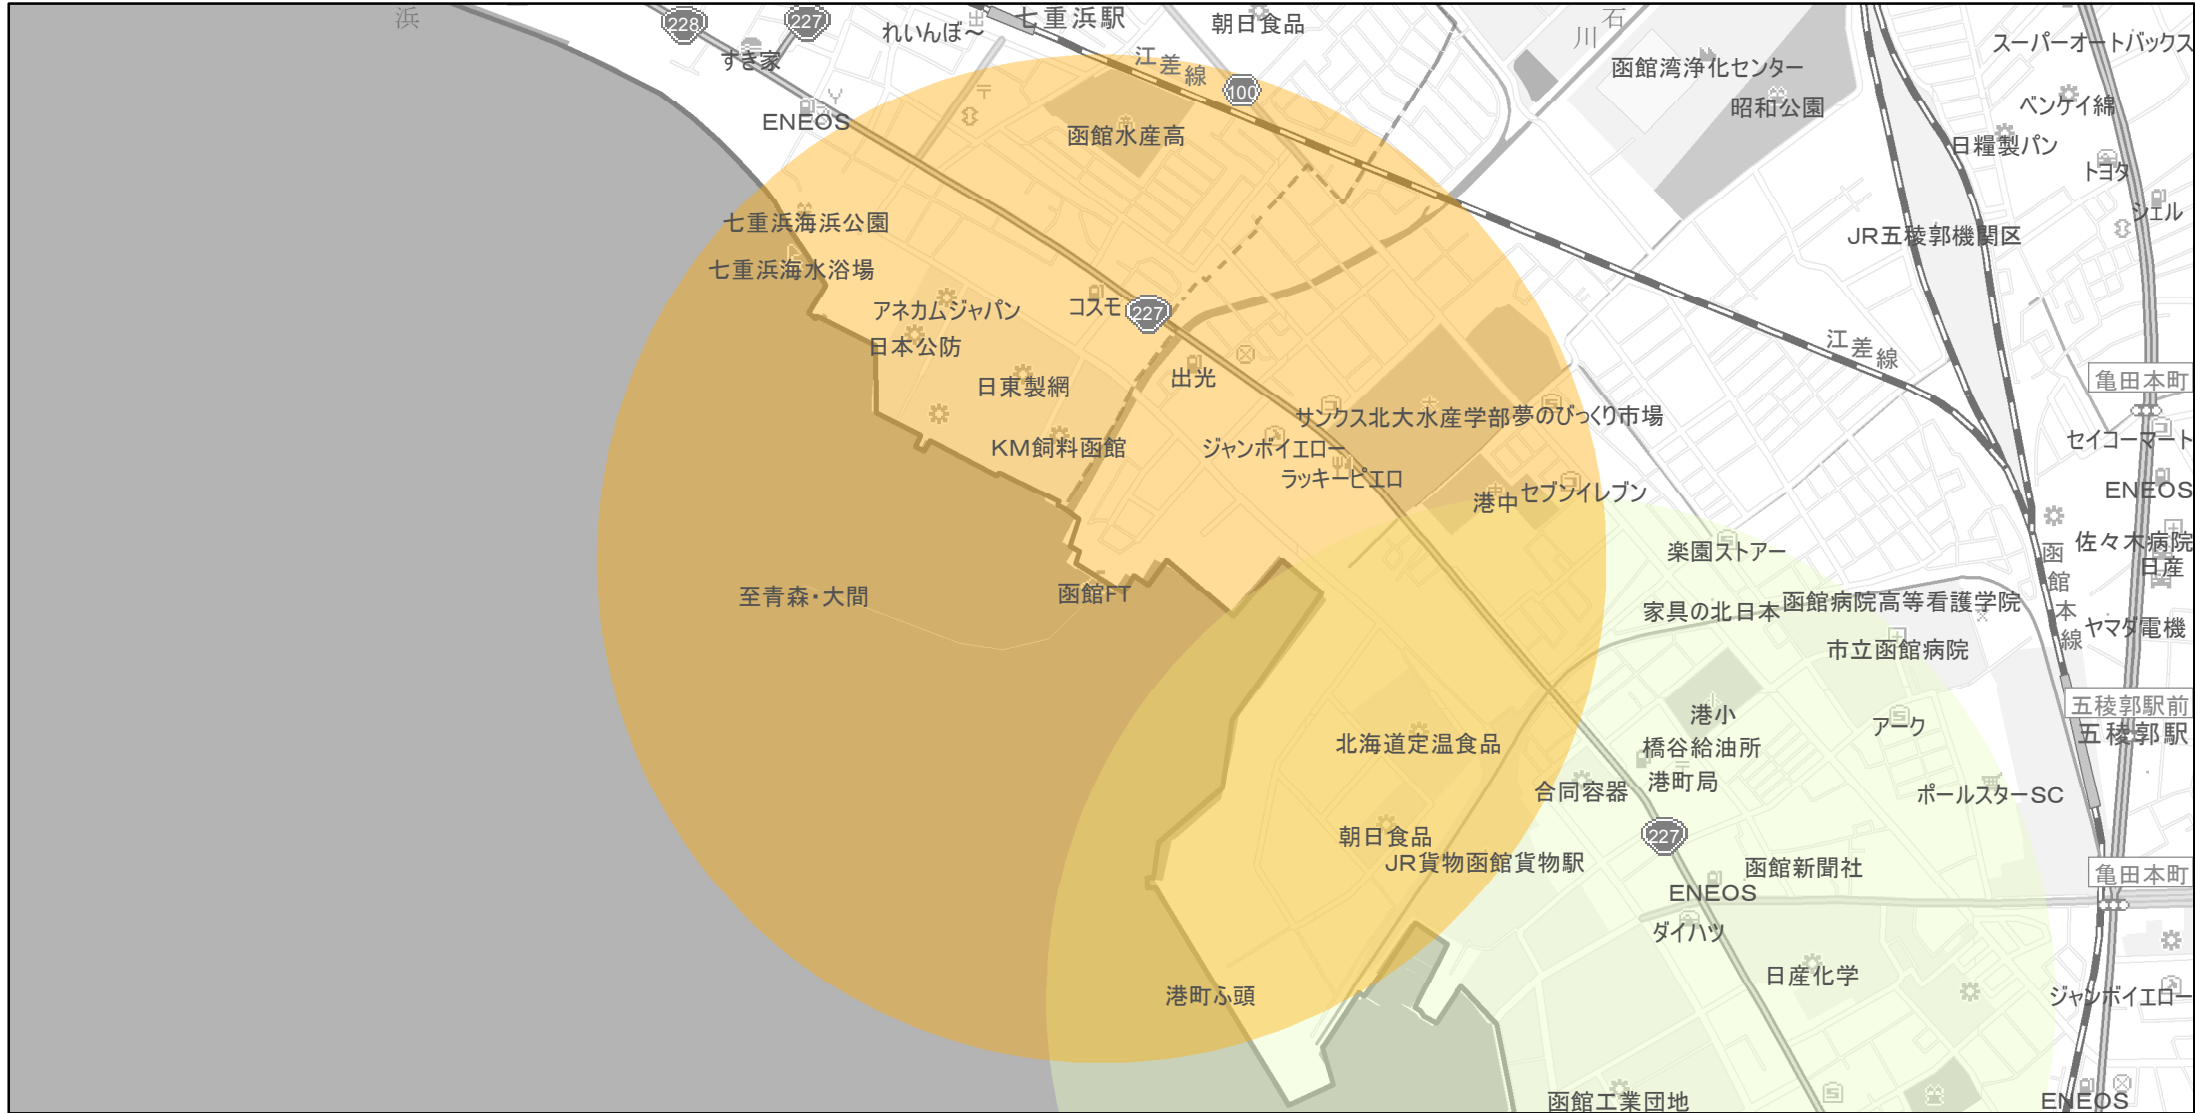 浜
228
227
すき家
ENEOS
れいんぼ～
七重浜駅
朝日食品
石
川
江差線
100
函館水産高
函館湾浄化センター
昭和公園
スーパーオートバックス
ベンケイ綿
日糧製パン
トヨタ
シェル
JR五稜郭機関区
七重浜海浜公園
七重浜海水浴場
アネカムジャパン
日本公防
コスモ
227
日東製網
出光
KM飼料函館
サンクス
北大水産学部
夢のびっくり市場
ジャンボイエロー
ラッキーピエロ
港中
セブンイレブン
江差線
亀田本町
セイコーマート
ENEOS
佐々木病院
日産
函館本線
ヤマダ電機
楽園ストアー
家具の北日本
函館病院高等看護学院
市立函館病院
至青森・大間
函館FT
五稜郭駅前
五稜郭駅
港小
橋谷給油所
港町局
アーク
ポールスターSC
北海道定温食品
合同容器
朝日食品
JR貨物函館貨物駅
227
函館新聞社
ENEOS
亀田本町
ダイハツ
日産化学
港町ふ頭
ジャンボイエロー
函館工業団地
ENEOS